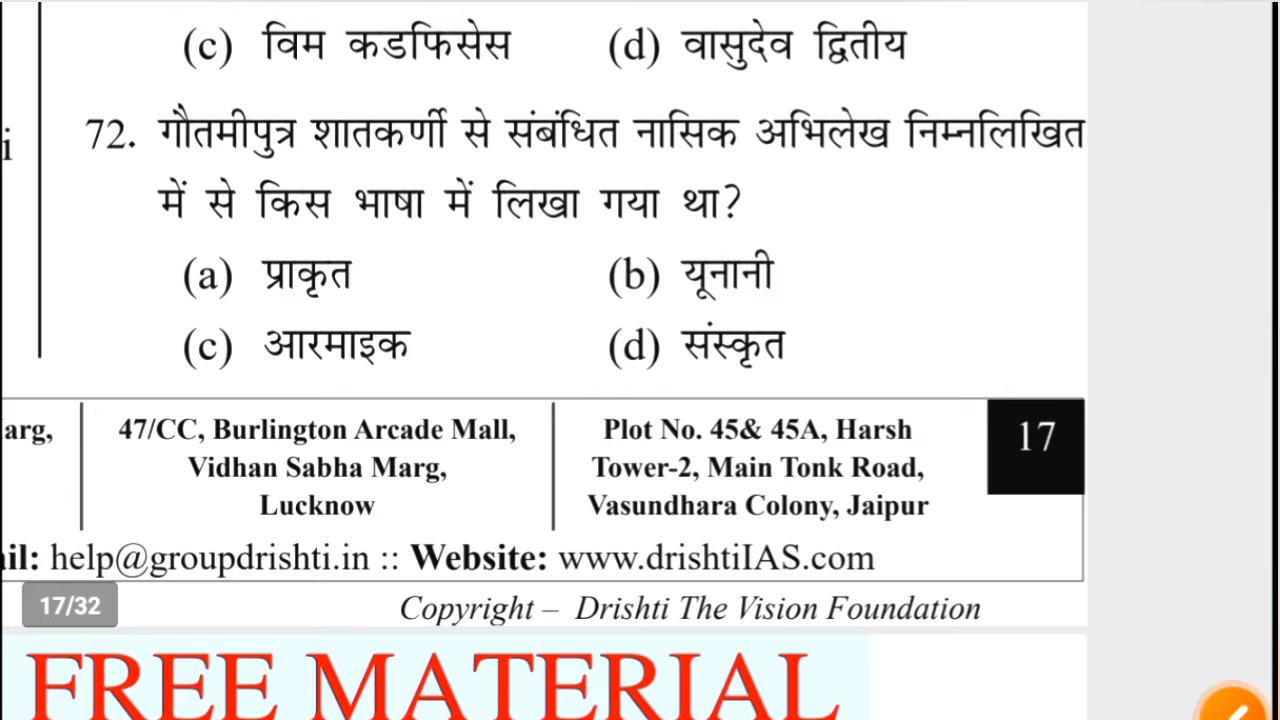 (c) विम कडफिसेस (d) वासुदेव द्वितीय
72. गौतमीपुत्र शातकर्णी से संबंधित नासिक अभिलेख निम्नलिखित
में से किस भाषा में लिखा गया था?
(a) प्राकृत (b) यूनानी
(c) आरमाइक (d) संस्कृत
47/CC, Burlington Arcade Mall,
Vidhan Sabha Marg,
Lucknow
Plot No. 45& 45A, Harsh
Tower-2, Main Tonk Road,
Vasundhara Colony, Jaipur
17
help@groupdrishti.in :: Website: www.drishtiIAS.com
17/32
Copyright – Drishti The Vision Foundation
FREE MATERIAL